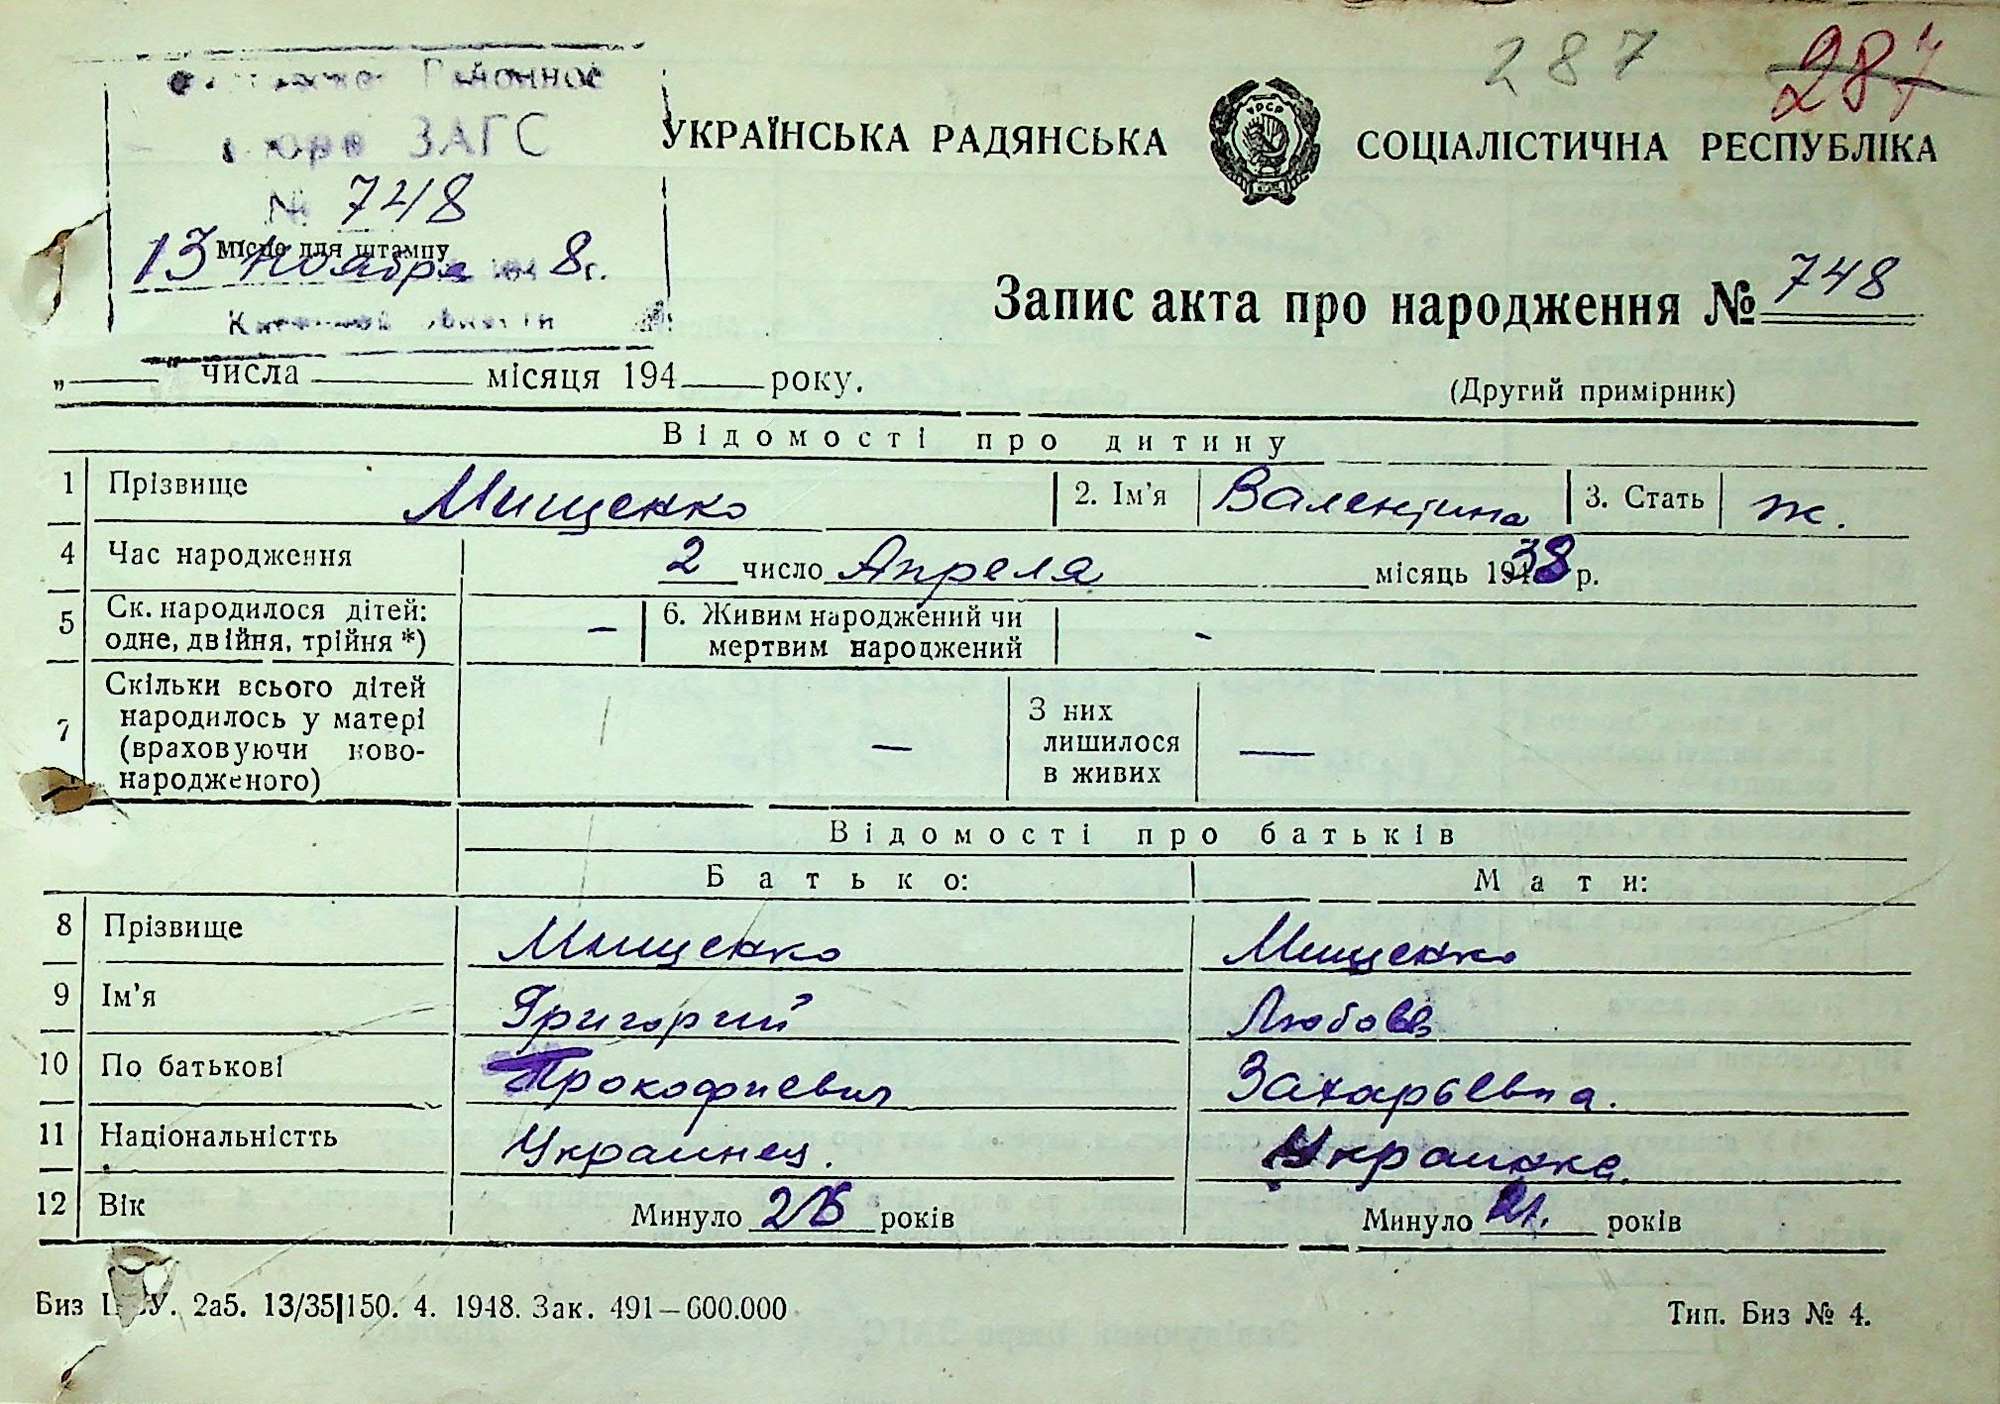 287 287
Районное
бюро ЗАГС
УКРАЇНСЬКА РАДЯНСЬКА СОЦІАЛІСТИЧНА РЕСПУБЛІКА
№ 748
Місце для штампу
13 Ноября 8г.
области
Запис акта про народження № 748
„ " числа місяця 194 року.
(Другий примірник)
Відомості про дитину
1 Прізвище Мищенко 2. Ім'я Валентина 3. Стать ж.
4 Час народження 2 число Апреля місяць 1938 р.
5 Ск. народилося дітей: одне, двійня, трійня *) — 6. Живим народжений чи мертвим народжений -
7 Скільки всього дітей народилось у матері (враховуючи ново-народженого) — З них лишилося в живих —
Відомості про батьків
Батько: Мати:
8 Прізвище Мищенко Мищенко
9 Ім'я Григорий Любовь
10 По батькові Прокофиевич Захарьевна.
11 Національністть Украинец. Украинка.
12 Вік Минуло років Минуло 21. років
Биз ЦСУ. 2аб. 13/35|150. 4. 1948. Зак. 491—600.000
Тип. Биз № 4.